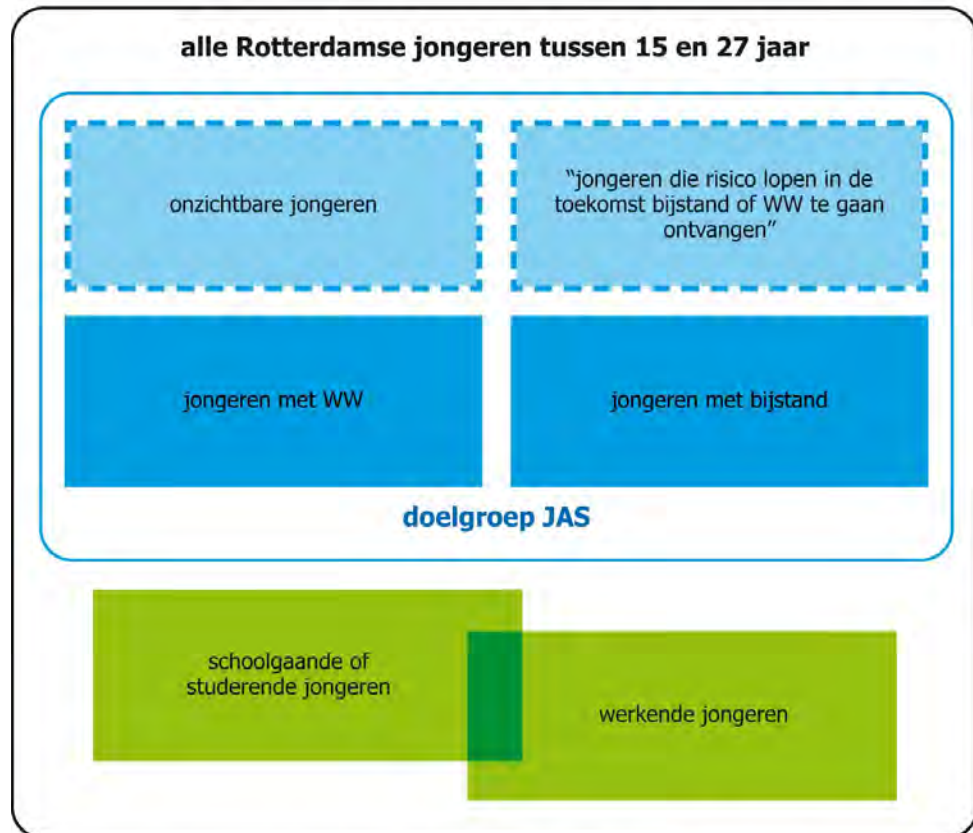 alle Rotterdamse jongeren tussen 15 en 27 jaar
onzichtbare jongeren
“jongeren die risico lopen in de
toekomst bijstand of WW te gaan
ontvangen”
jongeren met WW
jongeren met bijstand
doelgroep JAS
schoolgaande of
studerende jongeren
werkende jongeren